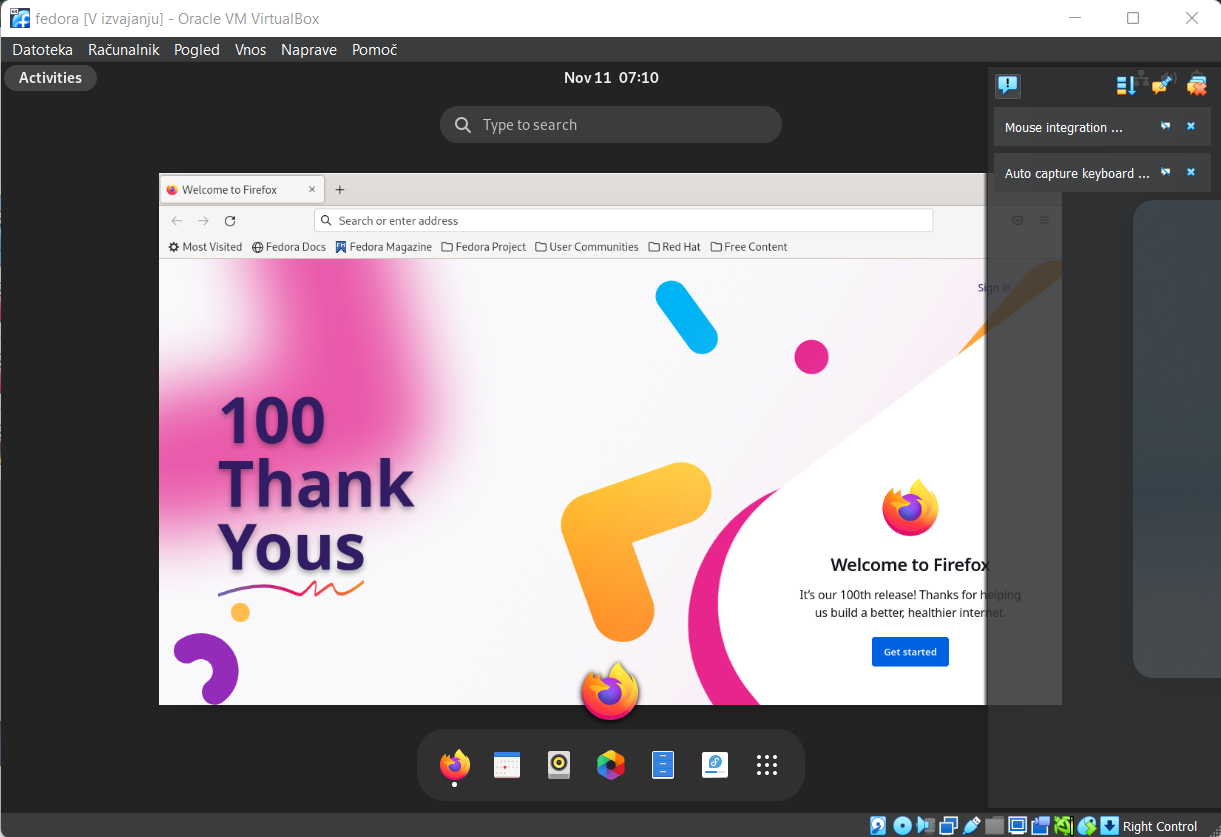 fedora [V izvajanju] - Oracle VM VirtualBox
Datoteka Računalnik Pogled Vnos Naprave Pomoč
Activities
Nov 11 07:10
Type to search
Mouse integration ...
Auto capture keyboard ...
Welcome to Firefox
Search or enter address
Most Visited Fedora Docs Fedora Magazine Fedora Project User Communities Red Hat Free Content
Sign in
100
Thank
Yous
Welcome to Firefox
It's our 100th release! Thanks for helping
us build a better, healthier internet.
Get started
Right Control